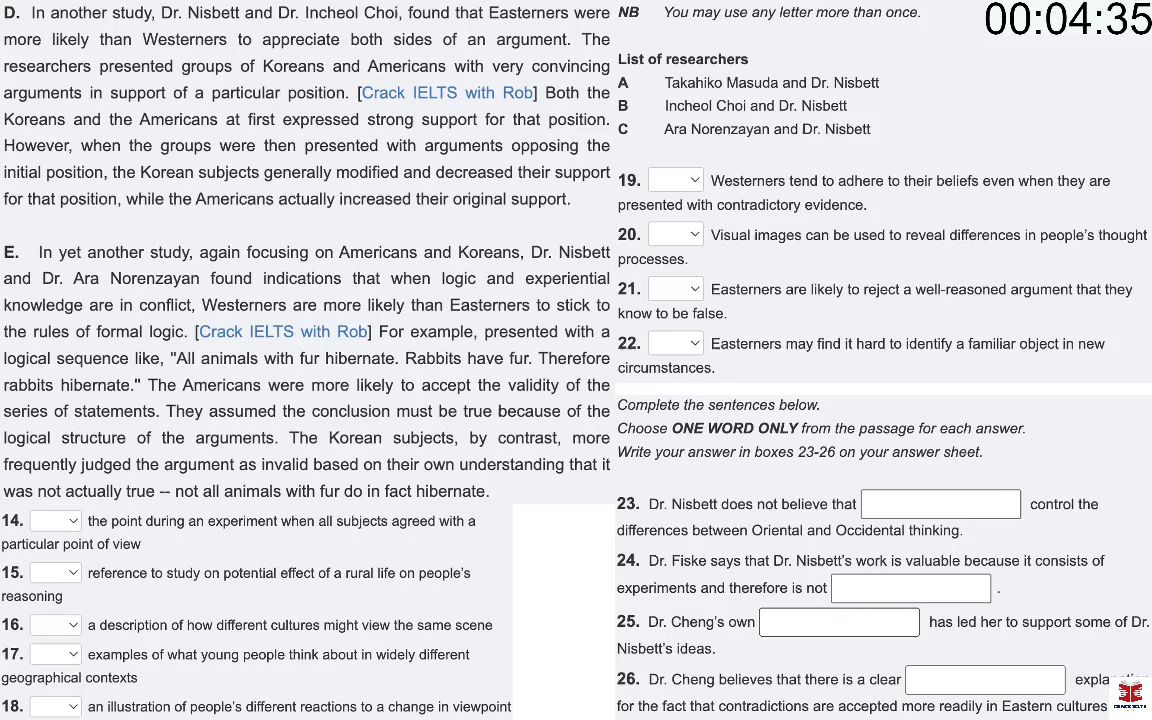 D. In another study, Dr. Nisbett and Dr. Incheol Choi, found that Easterners were
more likely than Westerners to appreciate both sides of an argument. The
researchers presented groups of Koreans and Americans with very convincing
arguments in support of a particular position. [Crack IELTS with Rob] Both the
Koreans and the Americans at first expressed strong support for that position.
However, when the groups were then presented with arguments opposing the
initial position, the Korean subjects generally modified and decreased their support
for that position, while the Americans actually increased their original support.
E. In yet another study, again focusing on Americans and Koreans, Dr. Nisbett
and Dr. Ara Norenzayan found indications that when logic and experiential
knowledge are in conflict, Westerners are more likely than Easterners to stick to
the rules of formal logic. [Crack IELTS with Rob] For example, presented with a
logical sequence like, "All animals with fur hibernate. Rabbits have fur. Therefore
rabbits hibernate." The Americans were more likely to accept the validity of the
series of statements. They assumed the conclusion must be true because of the
logical structure of the arguments. The Korean subjects, by contrast, more
frequently judged the argument as invalid based on their own understanding that it
was not actually true -- not all animals with fur do in fact hibernate.
14. the point during an experiment when all subjects agreed with a
particular point of view
15. reference to study on potential effect of a rural life on people's
reasoning
16. a description of how different cultures might view the same scene
17. examples of what young people think about in widely different
geographical contexts
18. an illustration of people's different reactions to a change in viewpoint
NB You may use any letter more than once.
00:04:35
List of researchers
A Takahiko Masuda and Dr. Nisbett
B Incheol Choi and Dr. Nisbett
C Ara Norenzayan and Dr. Nisbett
19. Westerners tend to adhere to their beliefs even when they are
presented with contradictory evidence.
20. Visual images can be used to reveal differences in people's thought
processes.
21. Easterners are likely to reject a well-reasoned argument that they
know to be false.
22. Easterners may find it hard to identify a familiar object in new
circumstances.
Complete the sentences below.
Choose ONE WORD ONLY from the passage for each answer.
Write your answer in boxes 23-26 on your answer sheet.
23. Dr. Nisbett does not believe that control the
differences between Oriental and Occidental thinking.
24. Dr. Fiske says that Dr. Nisbett's work is valuable because it consists of
experiments and therefore is not .
25. Dr. Cheng's own has led her to support some of Dr.
Nisbett's ideas.
26. Dr. Cheng believes that there is a clear
for the fact that contradictions are accepted more readily in Eastern cultures